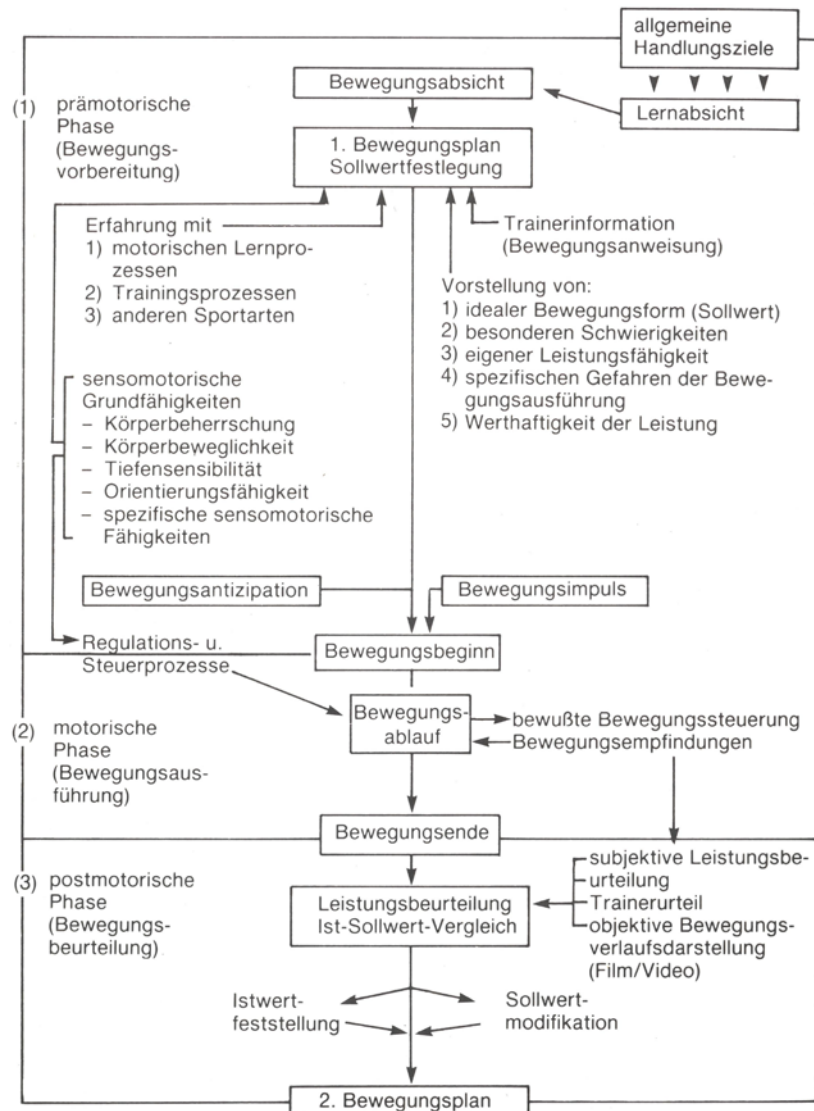 allgemeine
Handlungsziele
Bewegungsabsicht
Lernabsicht
(1) prämotorische
Phase
(Bewegungs-
vorbereitung)
1. Bewegungsplan
Sollwertfestlegung
Erfahrung mit
1) motorischen Lernpro-
zessen
2) Trainingsprozessen
3) anderen Sportarten
Trainerinformation
(Bewegungsanweisung)
Vorstellung von:
1) idealer Bewegungsform (Sollwert)
2) besonderen Schwierigkeiten
3) eigener Leistungsfähigkeit
4) spezifischen Gefahren der Bewe-
gungsausführung
5) Werthaftigkeit der Leistung
sensomotorische
Grundfähigkeiten
– Körperbeherrschung
– Körperbeweglichkeit
– Tiefensensibilität
– Orientierungsfähigkeit
– spezifische sensomotorische
Fähigkeiten
Bewegungsantizipation
Bewegungsimpuls
Regulations- u.
Steuerprozesse
Bewegungsbeginn
(2) motorische
Phase
(Bewegungsaus-
führung)
Bewegungs-
ablauf
bewußte Bewegungssteuerung
Bewegungsempfindungen
Bewegungsende
(3) postmotorische
Phase
(Bewegungs-
beurteilung)
Leistungsbeurteilung
Ist-Sollwert-Vergleich
subjektive Leistungsbe-
urteilung
Trainerurteil
objektive Bewegungs-
verlaufsdarstellung
(Film/Video)
Istwert-
feststellung
Sollwert-
modifikation
2. Bewegungsplan